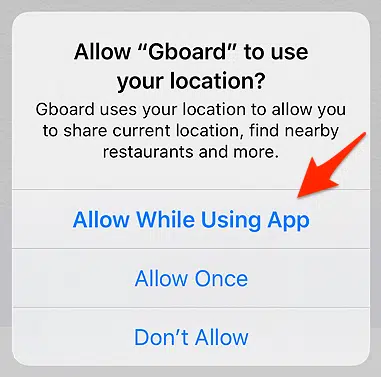 Allow “Gboard” to use
your location?
Gboard uses your location to allow you
to share current location, find nearby
restaurants and more.
Allow While Using App
Allow Once
Don’t Allow